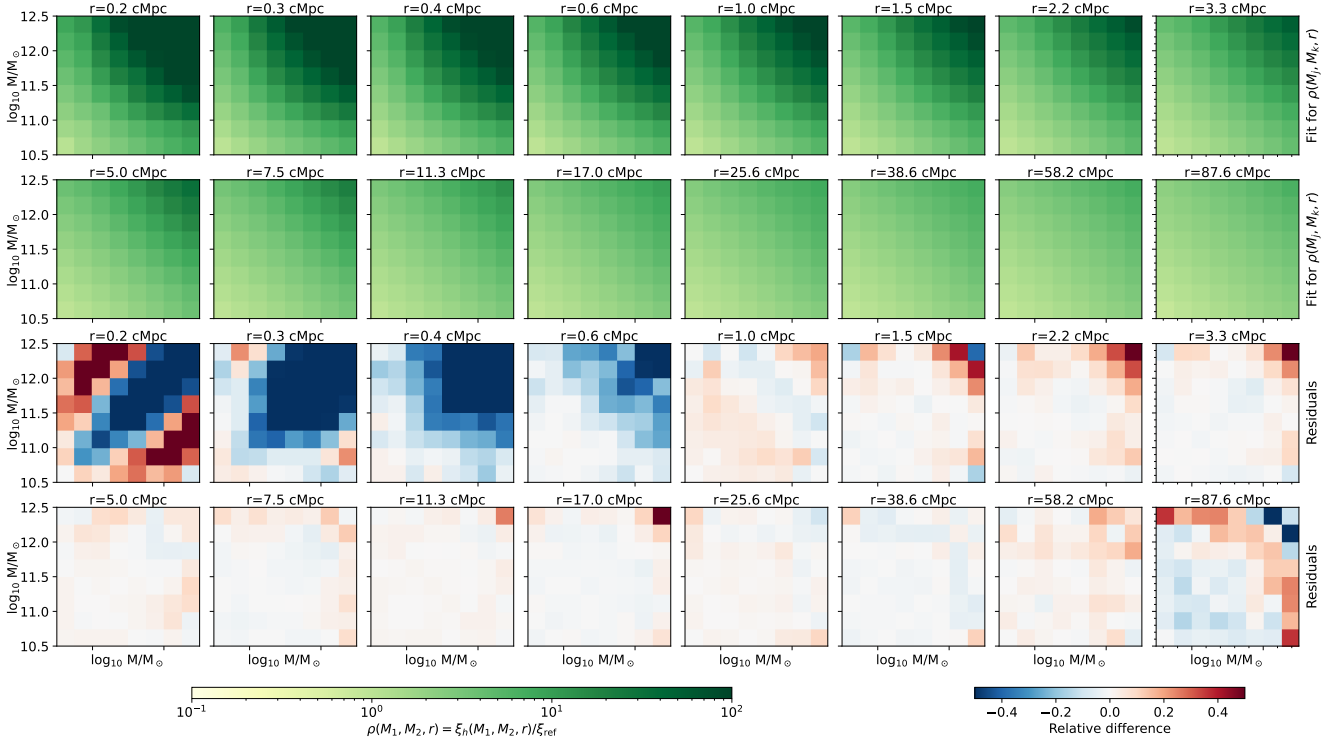 r=0.2 cMpc r=0.3 cMpc r=0.4 cMpc r=0.6 cMpc r=1.0 cMpc r=1.5 cMpc r=2.2 cMpc r=3.3 cMpc
12.5
12.0
11.5
11.0
10.5
log₁₀ M/M⊙
Fit for ρ(Mⱼ, Mₖ, r)
r=5.0 cMpc r=7.5 cMpc r=11.3 cMpc r=17.0 cMpc r=25.6 cMpc r=38.6 cMpc r=58.2 cMpc r=87.6 cMpc
12.5
12.0
11.5
11.0
10.5
log₁₀ M/M⊙
Fit for ρ(Mⱼ, Mₖ, r)
r=0.2 cMpc r=0.3 cMpc r=0.4 cMpc r=0.6 cMpc r=1.0 cMpc r=1.5 cMpc r=2.2 cMpc r=3.3 cMpc
12.5
12.0
11.5
11.0
10.5
log₁₀ M/M⊙
Residuals
r=5.0 cMpc r=7.5 cMpc r=11.3 cMpc r=17.0 cMpc r=25.6 cMpc r=38.6 cMpc r=58.2 cMpc r=87.6 cMpc
12.5
12.0
11.5
11.0
10.5
log₁₀ M/M⊙
Residuals
log₁₀ M/M⊙ log₁₀ M/M⊙ log₁₀ M/M⊙ log₁₀ M/M⊙ log₁₀ M/M⊙ log₁₀ M/M⊙ log₁₀ M/M⊙ log₁₀ M/M⊙
10⁻¹ 10⁰ 10¹ 10²
ρ(M₁, M₂, r) = ξₕ(M₁, M₂, r)/ξ_ref
−0.4 −0.2 0.0 0.2 0.4
Relative difference